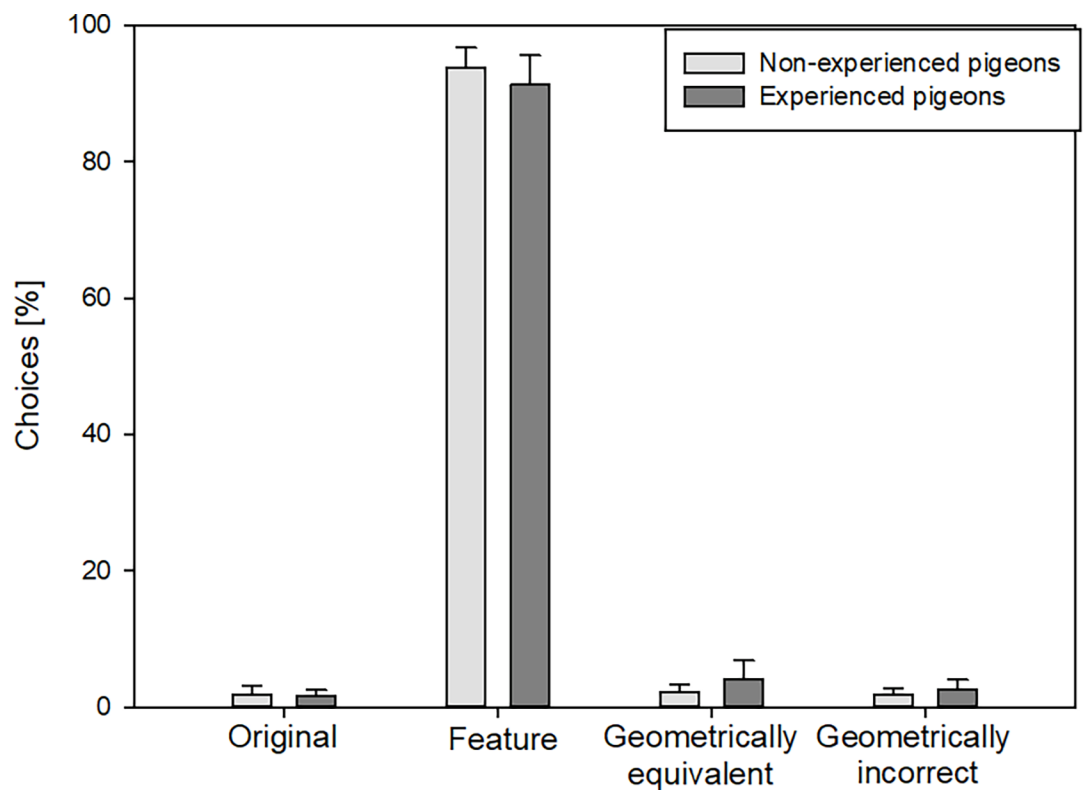 100
80
60
40
20
0
Choices [%]
Non-experienced pigeons
Experienced pigeons
Original
Feature
Geometrically
equivalent
Geometrically
incorrect